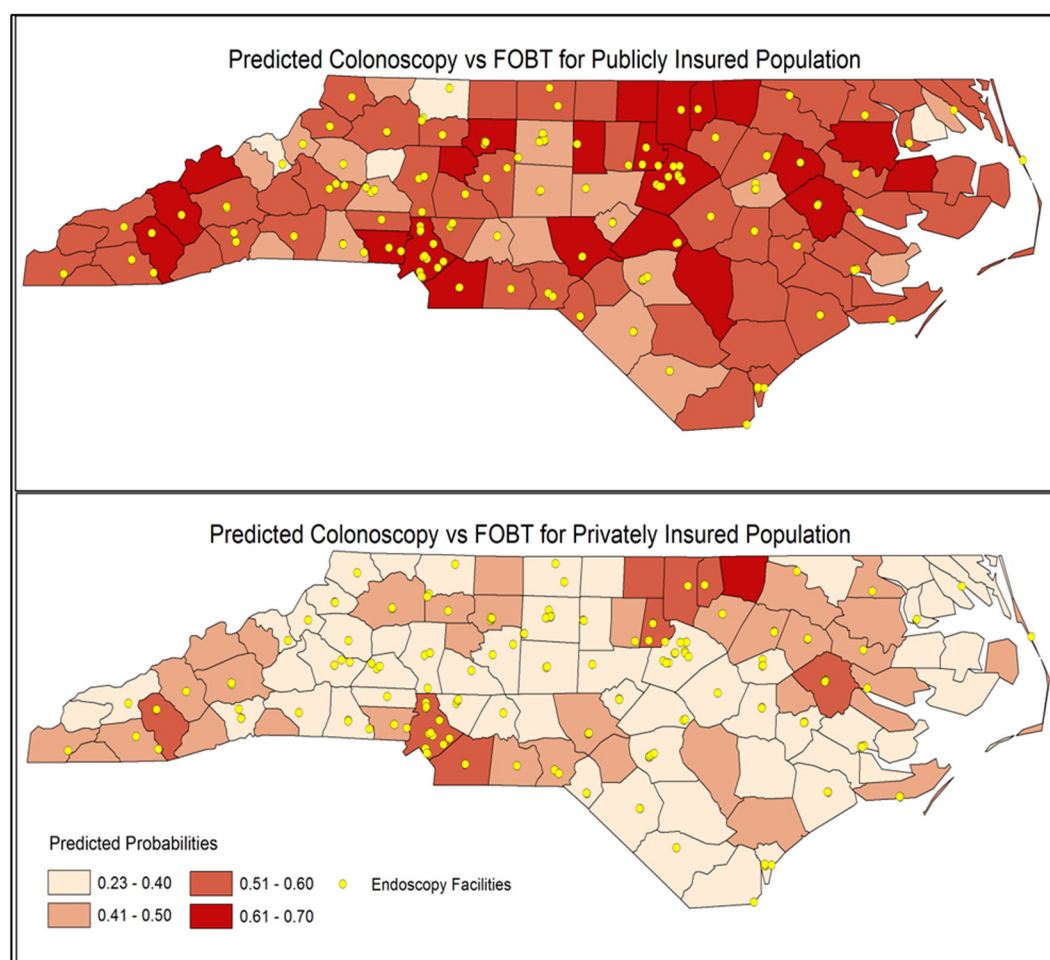 Predicted Colonoscopy vs FOBT for Publicly Insured Population
Predicted Colonoscopy vs FOBT for Privately Insured Population
Predicted Probabilities
0.23 - 0.40
0.51 - 0.60
Endoscopy Facilities
0.41 - 0.50
0.61 - 0.70